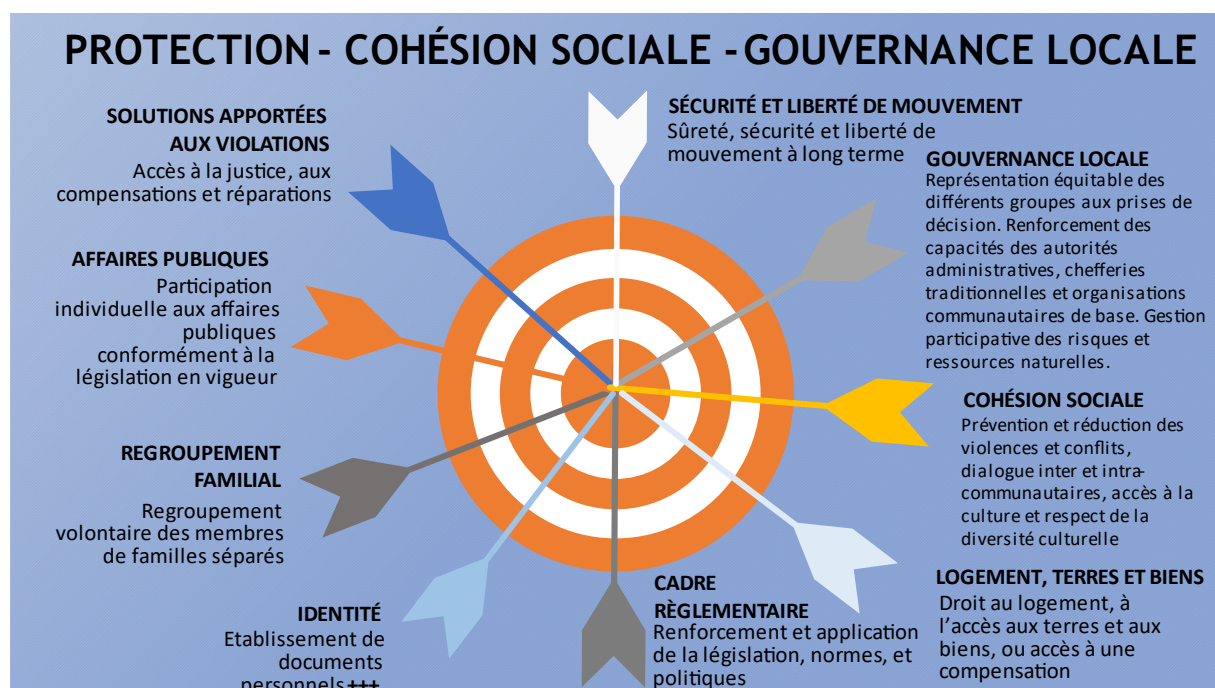 PROTECTION - COHÉSION SOCIALE - GOUVERNANCE LOCALE
SOLUTIONS APPORTÉES
AUX VIOLATIONS
Accès à la justice, aux
compensations et réparations
AFFAIRES PUBLIQUES
Participation
individuelle aux affaires
publiques
conformément à la
législation en vigueur
REGROUPEMENT
FAMILIAL
Regroupement
volontaire des membres
de familles séparés
IDENTITÉ
Etablissement de
documents
personnels+++
SÉCURITÉ ET LIBERTÉ DE MOUVEMENT
Sûreté, sécurité et liberté de
mouvement à long terme
GOUVERNANCE LOCALE
Représentation équitable des
différents groupes aux prises de
décision. Renforcement des
capacités des autorités
administratives, chefferies
traditionnelles et organisations
communautaires de base. Gestion
participative des risques et
ressources naturelles.
COHÉSION SOCIALE
Prévention et réduction des
violences et conflits,
dialogue inter et intra-
communautaires, accès à la
culture et respect de la
diversité culturelle
LOGEMENT, TERRES ET BIENS
Droit au logement, à
l'accès aux terres et aux
biens, ou accès à une
compensation
CADRE
RÈGLEMENTAIRE
Renforcement et application
de la législation, normes, et
politiques